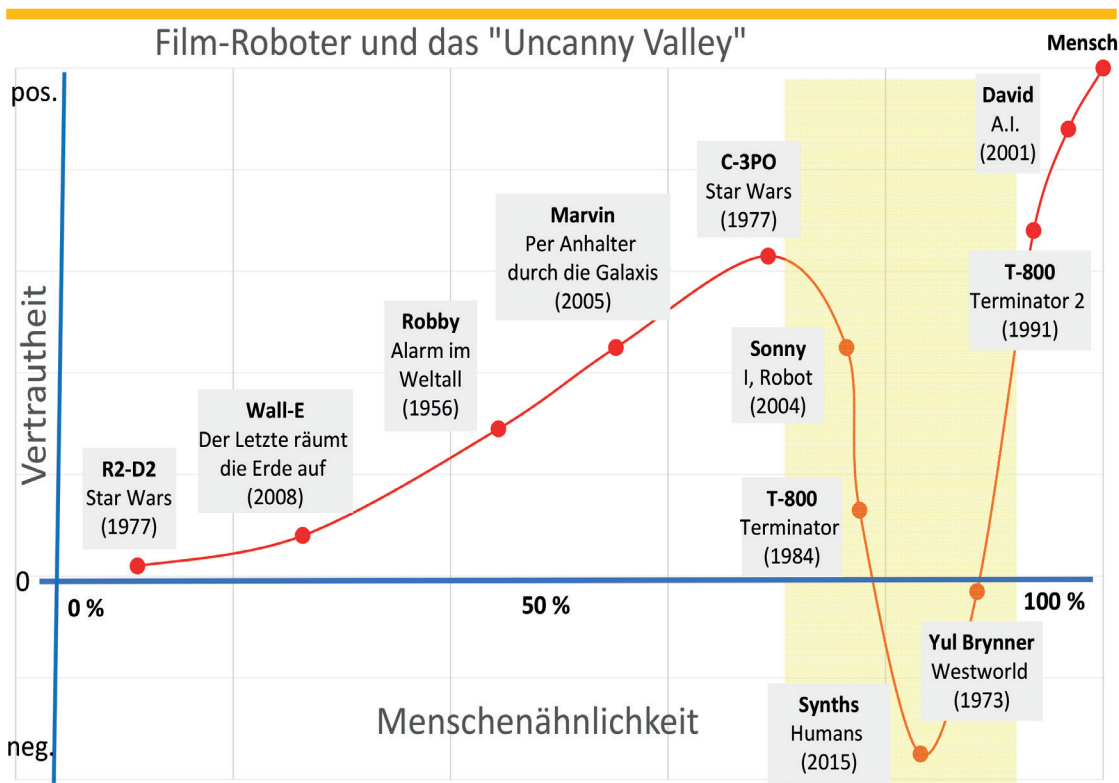 Film-Roboter und das "Uncanny Valley"
Mensch
pos.
David
A.I.
(2001)
C-3PO
Star Wars
(1977)
Marvin
Per Anhalter
durch die Galaxis
(2005)
T-800
Terminator 2
(1991)
Robby
Alarm im
Weltall
(1956)
Sonny
I, Robot
(2004)
Vertrautheit
Wall-E
Der Letzte räumt
die Erde auf
(2008)
R2-D2
Star Wars
(1977)
T-800
Terminator
(1984)
0
0 %
50 %
100 %
Yul Brynner
Westworld
(1973)
Synths
Humans
(2015)
Menschenähnlichkeit
neg.